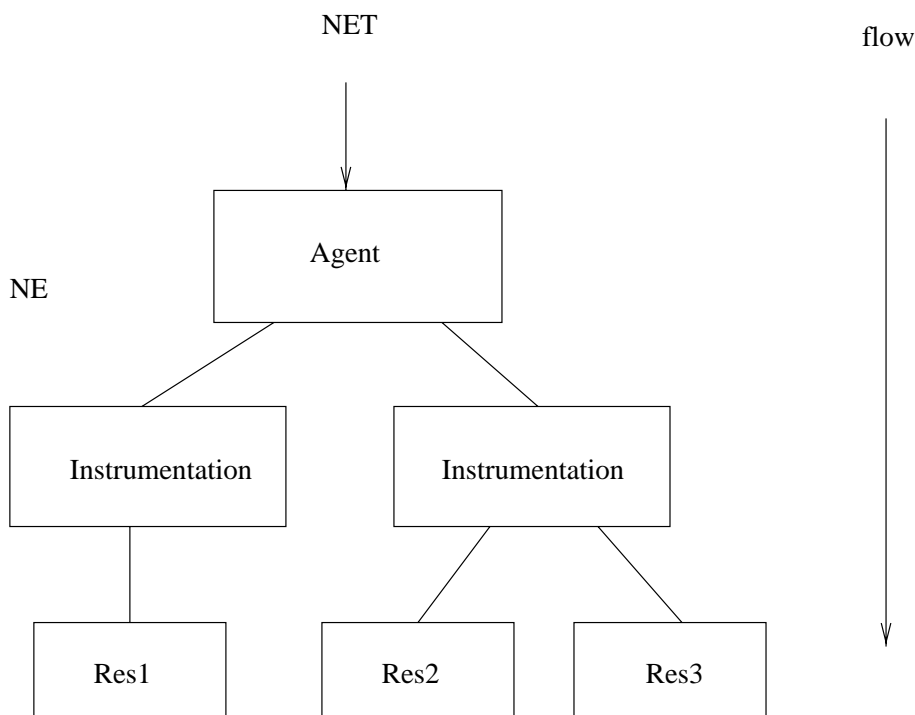 NET
flow
Agent
NE
Instrumentation
Instrumentation
Res1
Res2
Res3